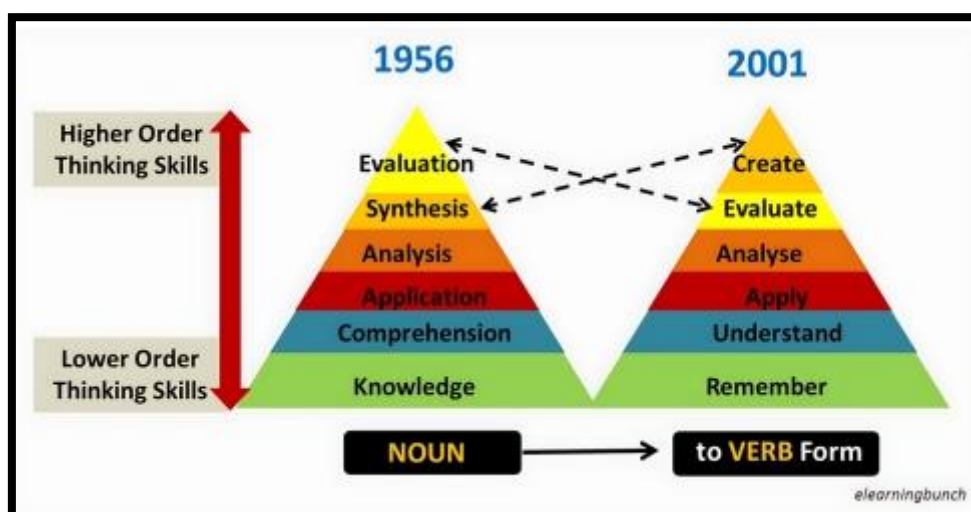 1956
2001
Higher Order
Thinking Skills
Evaluation
Create
Synthesis
Evaluate
Analysis
Analyse
Application
Apply
Comprehension
Understand
Lower Order
Thinking Skills
Knowledge
Remember
NOUN
to VERB Form
elearningbunch